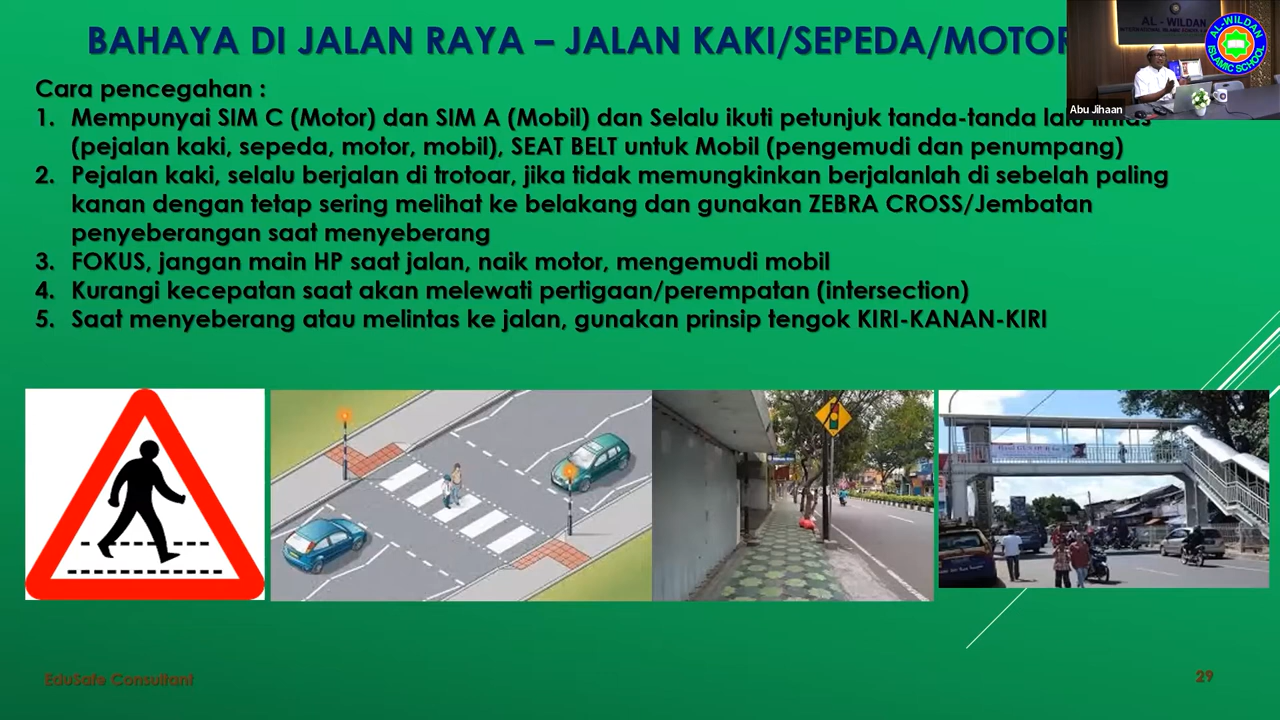 BAHAYA DI JALAN RAYA – JALAN KAKI/SEPEDA/MOTOR
AL - WILDAN
AL-WILDAN
ISLAMIC SCHOOL
Abu Jihaan
Cara pencegahan :
1. Mempunyai SIM C (Motor) dan SIM A (Mobil) dan Selalu ikuti petunjuk tanda-tanda lalu lintas
(pejalan kaki, sepeda, motor, mobil), SEAT BELT untuk Mobil (pengemudi dan penumpang)
2. Pejalan kaki, selalu berjalan di trotoar, jika tidak memungkinkan berjalanlah di sebelah paling
kanan dengan tetap sering melihat ke belakang dan gunakan ZEBRA CROSS/Jembatan
penyeberangan saat menyeberang
3. FOKUS, jangan main HP saat jalan, naik motor, mengemudi mobil
4. Kurangi kecepatan saat akan melewati pertigaan/perempatan (intersection)
5. Saat menyeberang atau melintas ke jalan, gunakan prinsip tengok KIRI-KANAN-KIRI
EduSafe Consultant
29